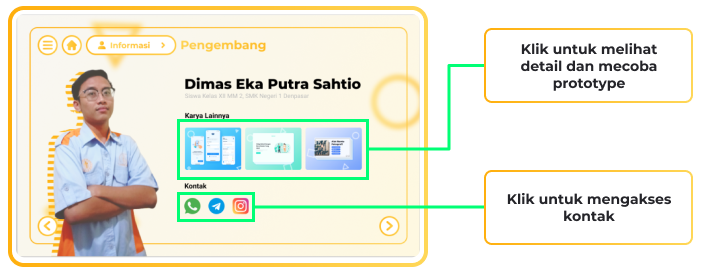 Informasi
Pengembang
Dimas Eka Putra Sahtio
Siswa Kelas XII MM 2, SMK Negeri 1 Denpasar
Karya Lainnya
Kontak
Klik untuk melihat
detail dan mecoba
prototype
Klik untuk mengakses
kontak